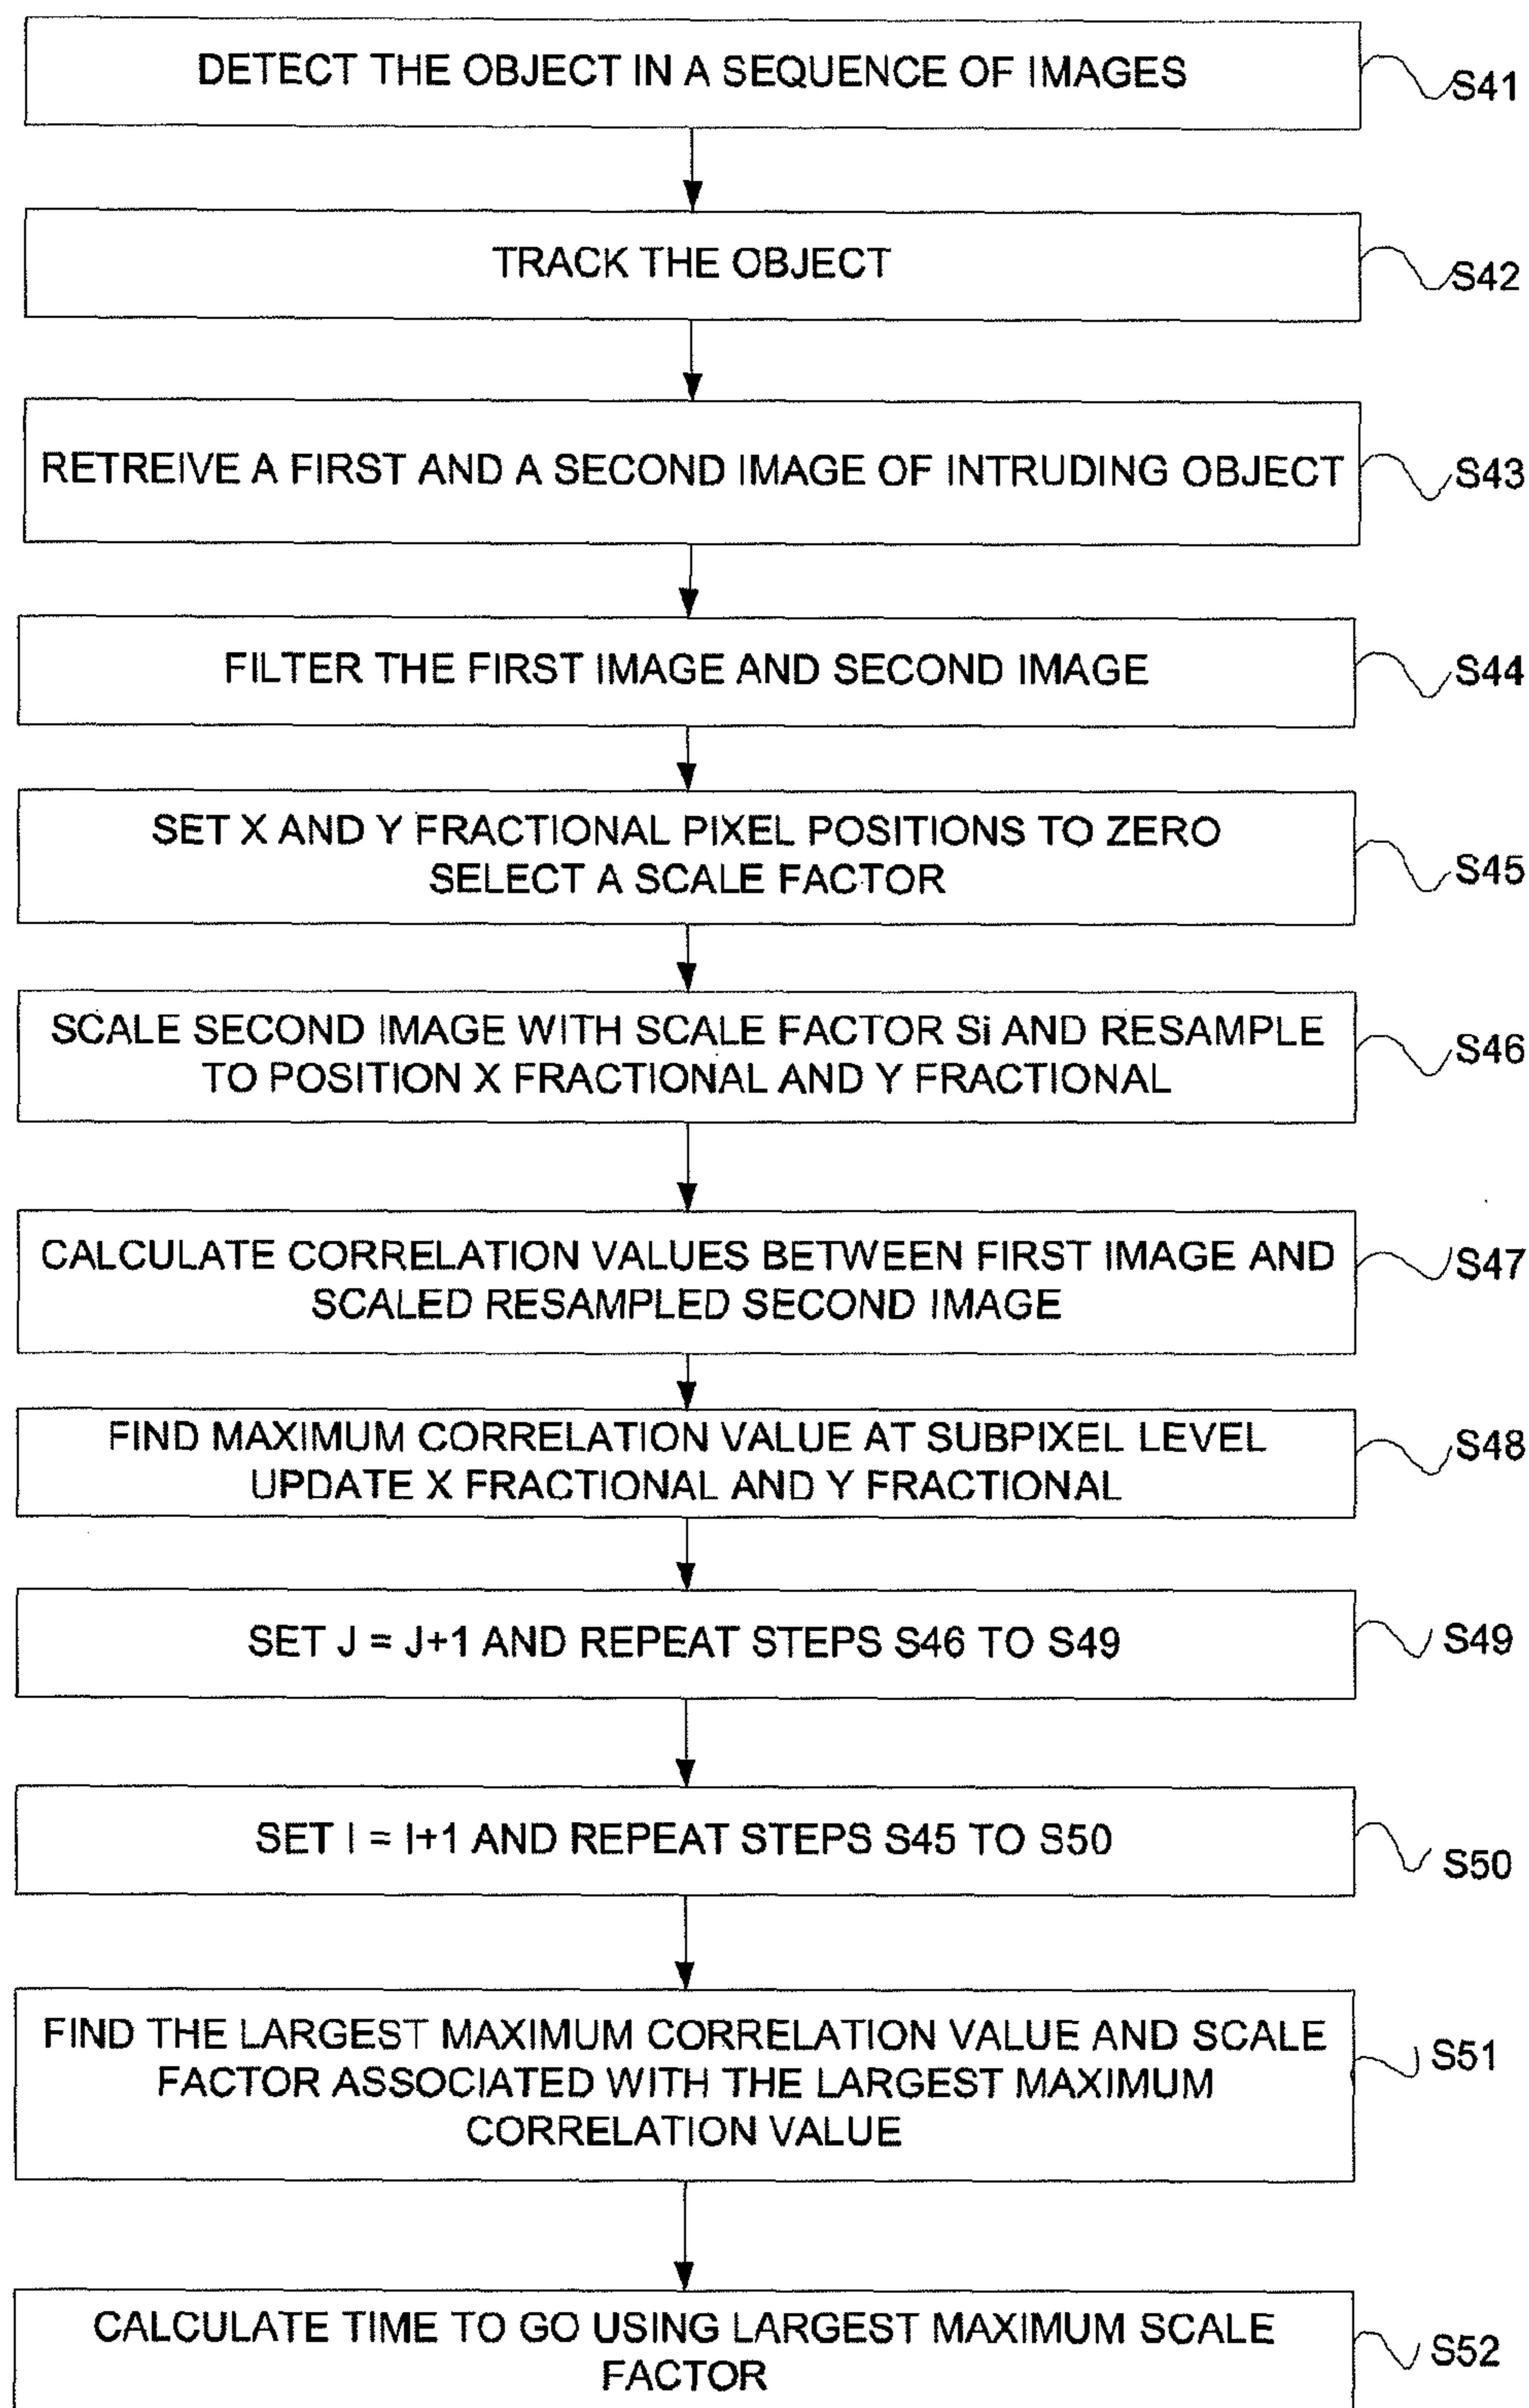 DETECT THE OBJECT IN A SEQUENCE OF IMAGES
S41
TRACK THE OBJECT
S42
RETREIVE A FIRST AND A SECOND IMAGE OF INTRUDING OBJECT
S43
FILTER THE FIRST IMAGE AND SECOND IMAGE
S44
SET X AND Y FRACTIONAL PIXEL POSITIONS TO ZERO
SELECT A SCALE FACTOR
S45
SCALE SECOND IMAGE WITH SCALE FACTOR Si AND RESAMPLE
TO POSITION X FRACTIONAL AND Y FRACTIONAL
S46
CALCULATE CORRELATION VALUES BETWEEN FIRST IMAGE AND
SCALED RESAMPLED SECOND IMAGE
S47
FIND MAXIMUM CORRELATION VALUE AT SUBPIXEL LEVEL
UPDATE X FRACTIONAL AND Y FRACTIONAL
S48
SET J = J+1 AND REPEAT STEPS S46 TO S49
S49
SET I = I+1 AND REPEAT STEPS S45 TO S50
S50
FIND THE LARGEST MAXIMUM CORRELATION VALUE AND SCALE
FACTOR ASSOCIATED WITH THE LARGEST MAXIMUM
CORRELATION VALUE
S51
CALCULATE TIME TO GO USING LARGEST MAXIMUM SCALE
FACTOR
S52